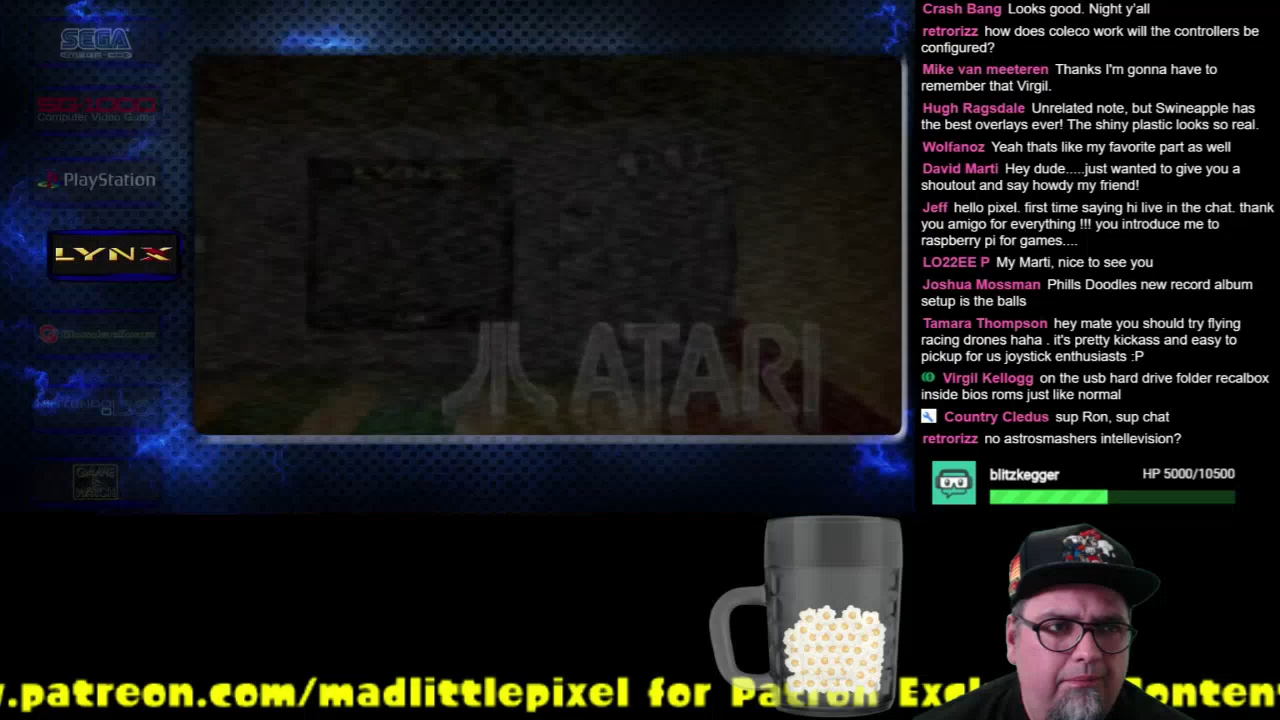 SEGA
SG-1000
Computer Video Game
PlayStation
LYNX
LYNX
ATARI
GAME
WATCH
Crash Bang Looks good. Night y'all
retrorizz how does coleco work will the controllers be
configured?
Mike van meeteren Thanks I'm gonna have to
remember that Virgil.
Hugh Ragsdale Unrelated note, but Swineapple has
the best overlays ever! The shiny plastic looks so real.
Wolfanoz Yeah thats like my favorite part as well
David Marti Hey dude.....just wanted to give you a
shoutout and say howdy my friend!
Jeff hello pixel. first time saying hi live in the chat. thank
you amigo for everything !!! you introduce me to
raspberry pi for games....
LO22EE P My Marti, nice to see you
Joshua Mossman Phills Doodles new record album
setup is the balls
Tamara Thompson hey mate you should try flying
racing drones haha . it's pretty kickass and easy to
pickup for us joystick enthusiasts :P
Virgil Kellogg on the usb hard drive folder recalbox
inside bios roms just like normal
Country Cledus sup Ron, sup chat
retrorizz no astrosmashers intellevision?
blitzkegger HP 5000/10500
.patreon.com/madlittlepixel for Patron Exc